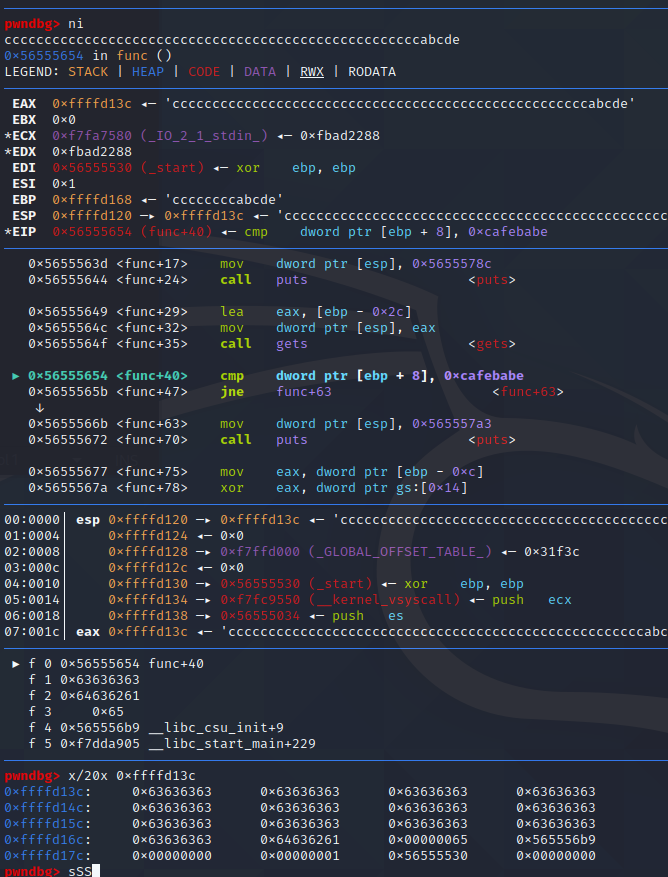 pwndbg> ni
ccccccccccccccccccccccccccccccccccccccccccccccccccccabcde
0×56555654 in func ()
LEGEND: STACK | HEAP | CODE | DATA | RWX | RODATA
EAX 0×ffffd13c ◂— 'ccccccccccccccccccccccccccccccccccccccccccccccccccccabcde'
EBX 0×0
*ECX 0×f7fa7580 (_IO_2_1_stdin_) ◂— 0×fbad2288
*EDX 0×fbad2288
EDI 0×56555530 (_start) ◂— xor ebp, ebp
ESI 0×1
EBP 0×ffffd168 ◂— 'ccccccccabcde'
ESP 0×ffffd120 —▸ 0×ffffd13c ◂— 'cccccccccccccccccccccccccccccccccccccccccccccccc
*EIP 0×56555654 (func+40) ◂— cmp dword ptr [ebp + 8], 0×cafebabe
0×5655563d <func+17> mov dword ptr [esp], 0×5655578c
0×56555644 <func+24> call puts <puts>
0×56555649 <func+29> lea eax, [ebp - 0×2c]
0×5655564c <func+32> mov dword ptr [esp], eax
0×5655564f <func+35> call gets <gets>
► 0×56555654 <func+40> cmp dword ptr [ebp + 8], 0×cafebabe
0×5655565b <func+47> jne func+63 <func+63>
↓
0×5655566b <func+63> mov dword ptr [esp], 0×565557a3
0×56555672 <func+70> call puts <puts>
0×56555677 <func+75> mov eax, dword ptr [ebp - 0×c]
0×5655567a <func+78> xor eax, dword ptr gs:[0×14]
00:0000│ esp 0×ffffd120 —▸ 0×ffffd13c ◂— 'ccccccccccccccccccccccccccccccccccccccccc
01:0004│ 0×ffffd124 ◂— 0×0
02:0008│ 0×ffffd128 —▸ 0×f7ffd000 (_GLOBAL_OFFSET_TABLE_) ◂— 0×31f3c
03:000c│ 0×ffffd12c ◂— 0×0
04:0010│ 0×ffffd130 —▸ 0×56555530 (_start) ◂— xor ebp, ebp
05:0014│ 0×ffffd134 —▸ 0×f7fc9550 (__kernel_vsyscall) ◂— push ecx
06:0018│ 0×ffffd138 —▸ 0×56555034 ◂— push es
07:001c│ eax 0×ffffd13c ◂— 'ccccccccccccccccccccccccccccccccccccccccccccccccccccabc
► f 0 0×56555654 func+40
f 1 0×63636363
f 2 0×64636261
f 3 0×65
f 4 0×565556b9 __libc_csu_init+9
f 5 0×f7dda905 __libc_start_main+229
pwndbg> x/20x 0×ffffd13c
0×ffffd13c: 0×63636363 0×63636363 0×63636363 0×63636363
0×ffffd14c: 0×63636363 0×63636363 0×63636363 0×63636363
0×ffffd15c: 0×63636363 0×63636363 0×63636363 0×63636363
0×ffffd16c: 0×63636363 0×64636261 0×00000065 0×565556b9
0×ffffd17c: 0×00000000 0×00000001 0×56555530 0×00000000
pwndbg> sSS